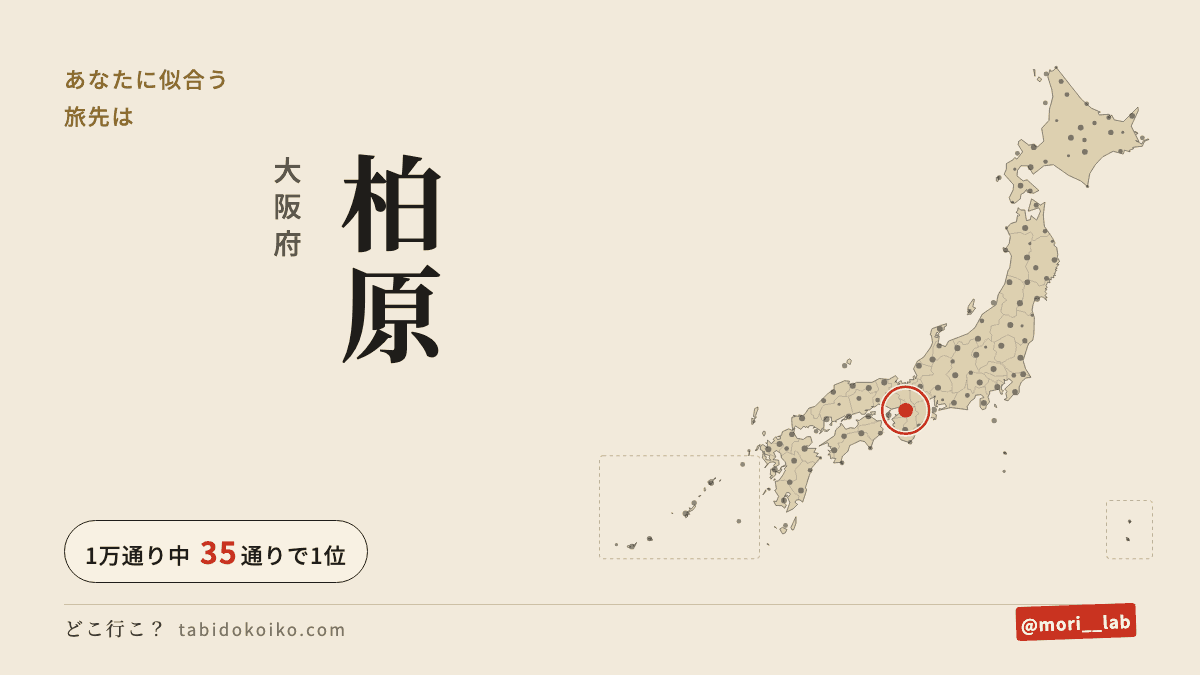 あなたに似合う
旅先は
柏原
大阪府
1万通り中 35通りで1位
どこ行こ？ tabidokoiko.com
@mori__lab